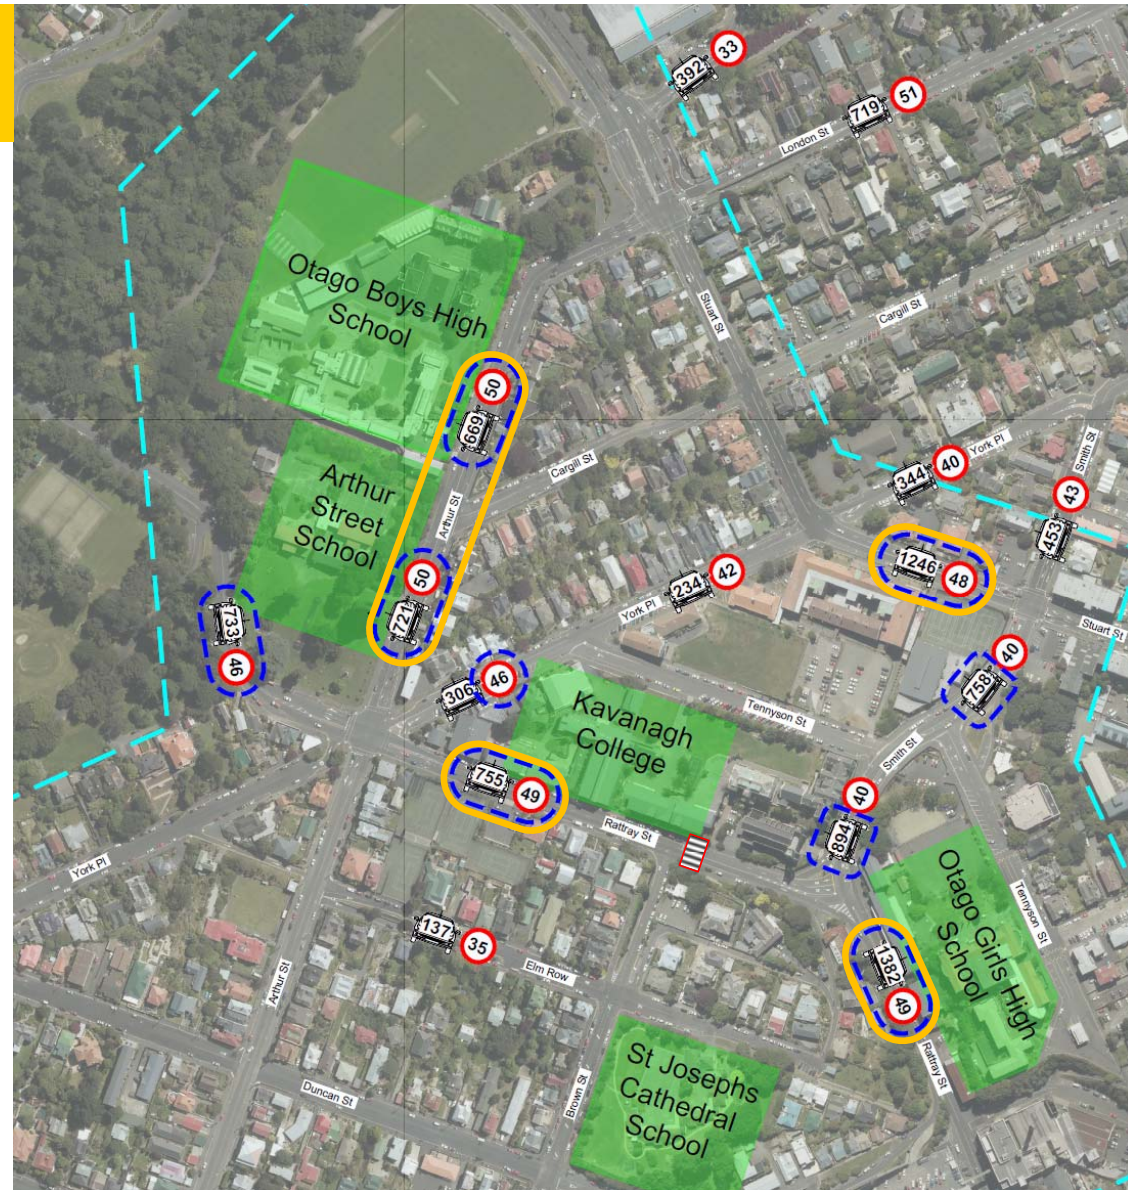 33
392
51
719
London St
Otago Boys High
School
Stuart St
Cargill St
50
669
Cargill St
York Pl
Smith St
40
344
43
453
Arthur
Street
School
Arthur St
50
721
1246
48
42
234
York Pl
Stuart St
733
46
306
46
40
758
Kavanagh
College
Tennyson St
Smith St
755
49
Rattray St
40
894
York Pl
Otago Girls High
School
Tennyson St
137
35
Elm Row
Arthur St
1382
49
Rattray St
St Josephs
Cathedral
School
Duncan St
Brown St